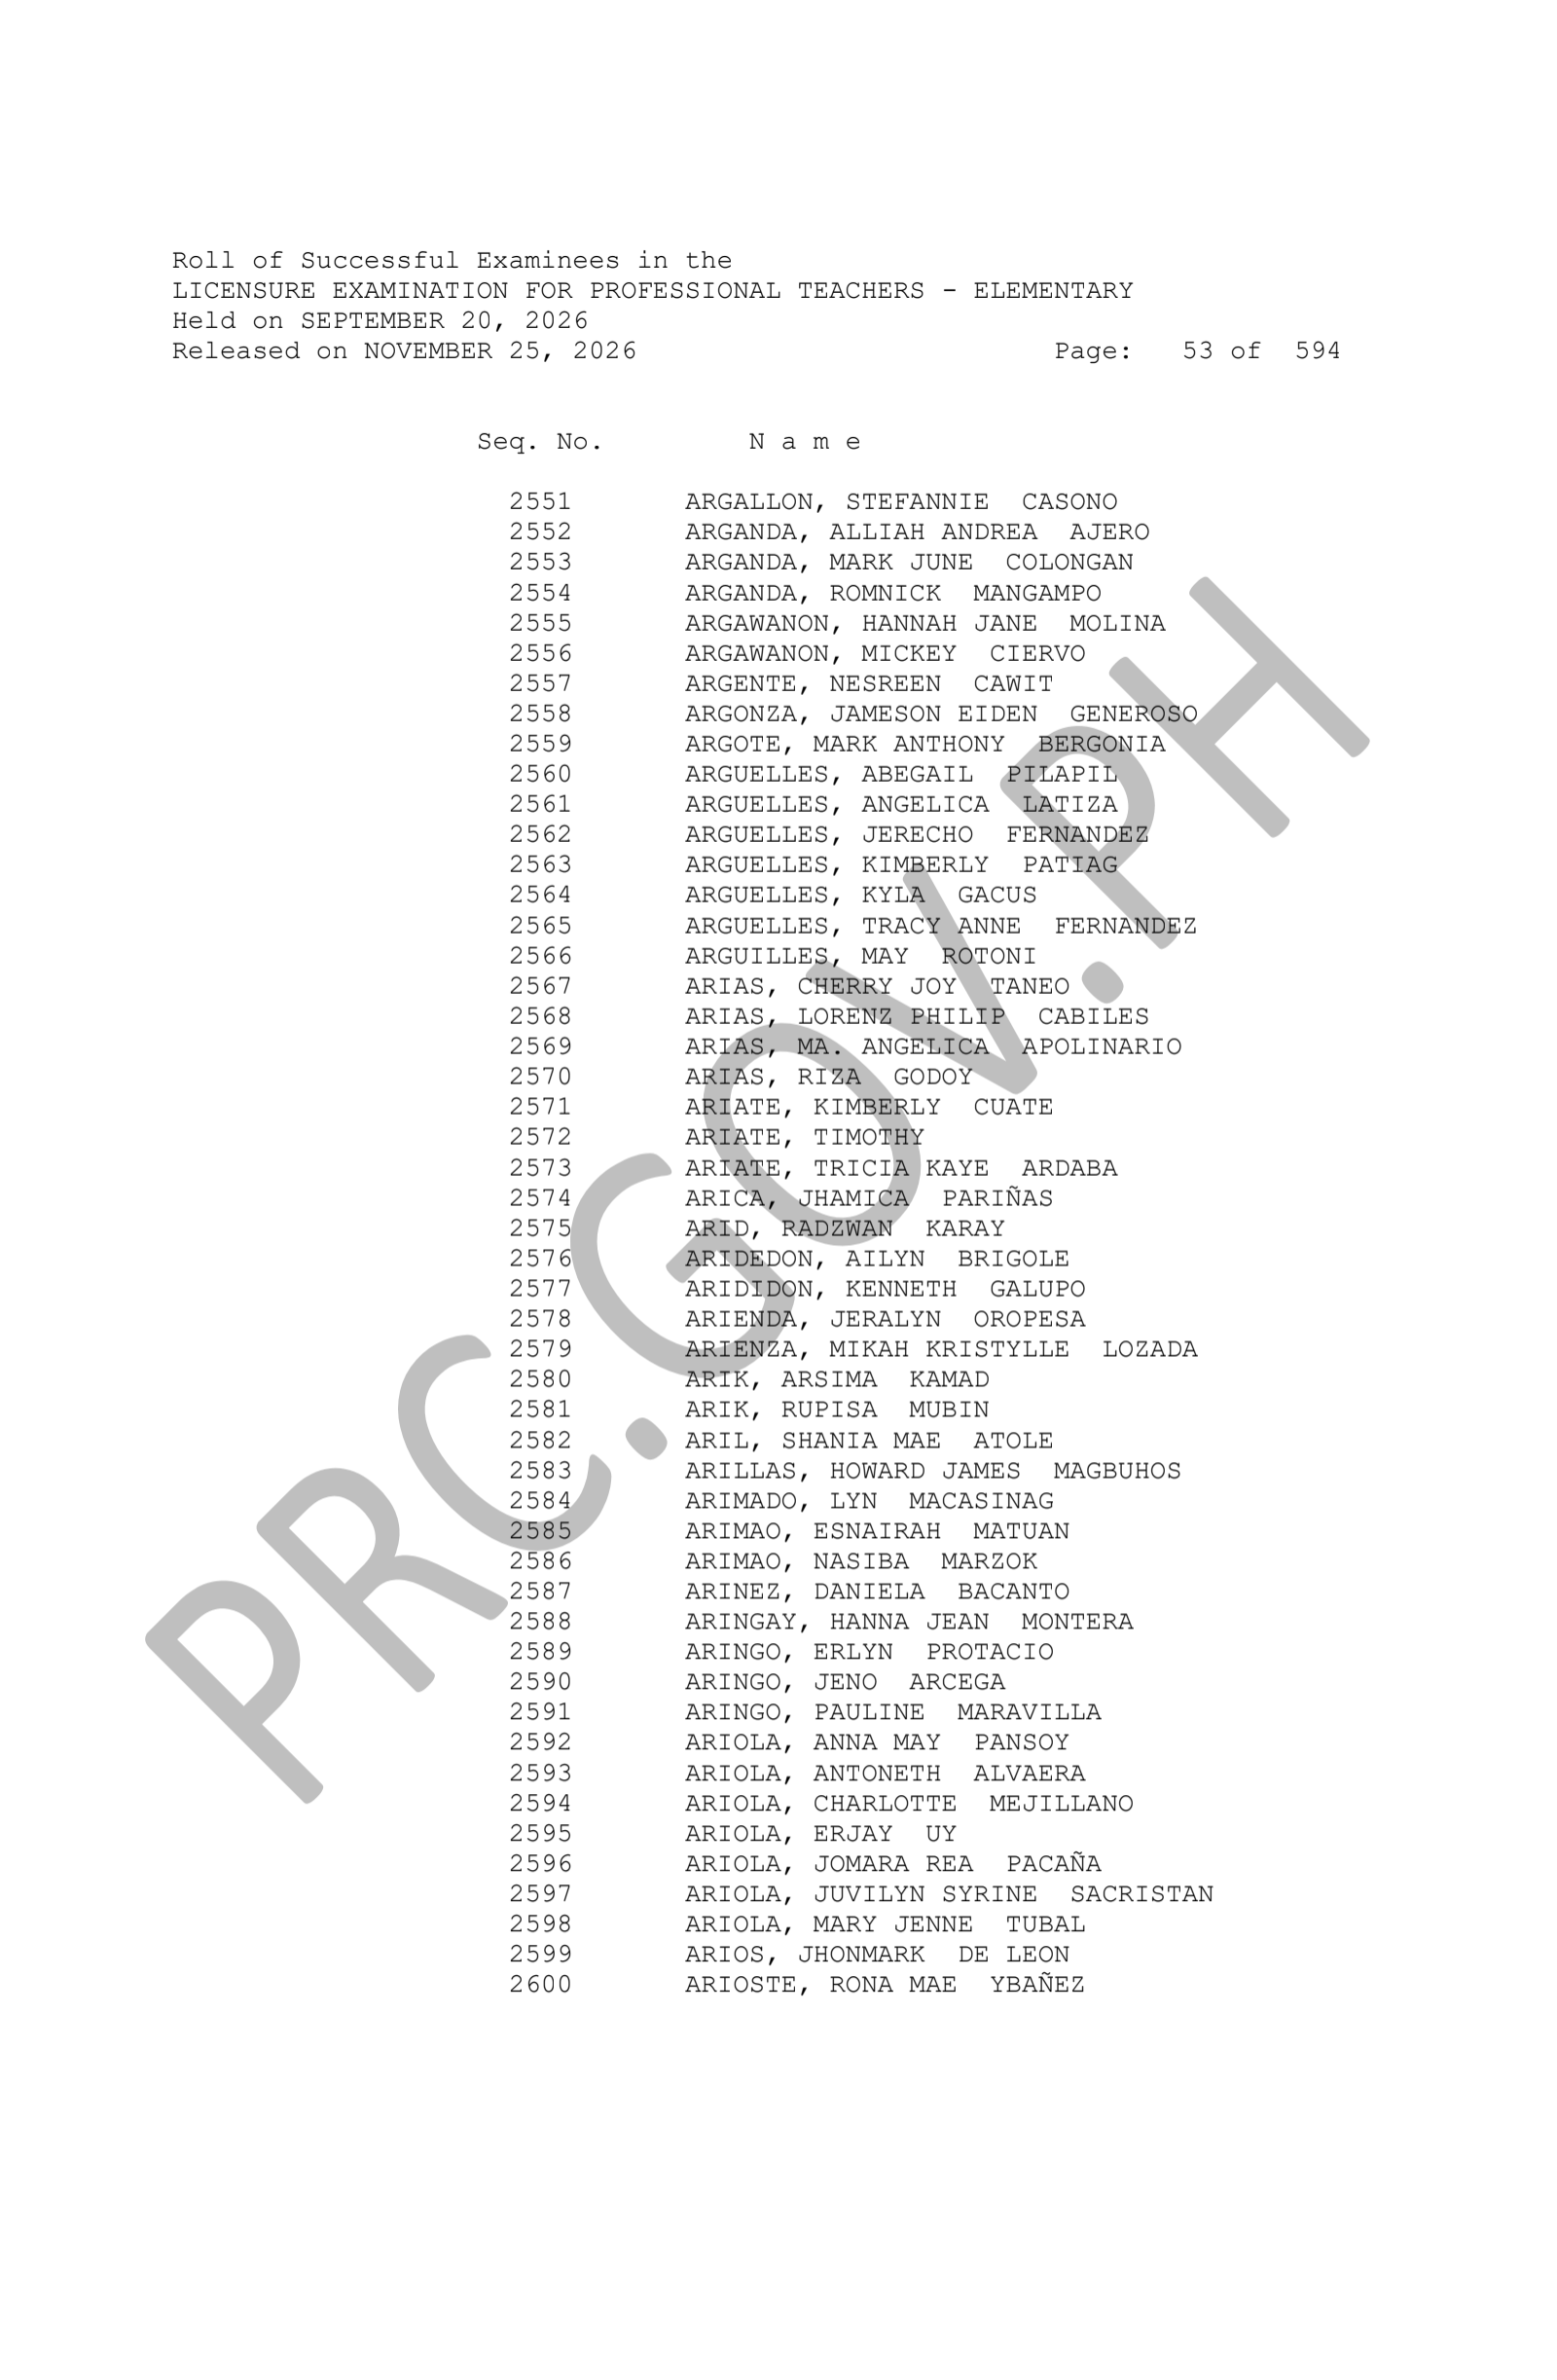 Roll of Successful Examinees in the
LICENSURE EXAMINATION FOR PROFESSIONAL TEACHERS - ELEMENTARY
Held on SEPTEMBER 20, 2026
Released on NOVEMBER 25, 2026 Page: 53 of 594
Seq. No. N a m e
2551 ARGALLON, STEFANNIE CASONO
2552 ARGANDA, ALLIAH ANDREA AJERO
2553 ARGANDA, MARK JUNE COLONGAN
2554 ARGANDA, ROMNICK MANGAMPO
2555 ARGAWANON, HANNAH JANE MOLINA
2556 ARGAWANON, MICKEY CIERVO
2557 ARGENTE, NESREEN CAWIT
2558 ARGONZA, JAMESON EIDEN GENEROSO
2559 ARGOTE, MARK ANTHONY BERGONIA
2560 ARGUELLES, ABEGAIL PILAPIL
2561 ARGUELLES, ANGELICA LATIZA
2562 ARGUELLES, JERECHO FERNANDEZ
2563 ARGUELLES, KIMBERLY PATIAG
2564 ARGUELLES, KYLA GACUS
2565 ARGUELLES, TRACY ANNE FERNANDEZ
2566 ARGUILLES, MAY ROTONI
2567 ARIAS, CHERRY JOY TANEO
2568 ARIAS, LORENZ PHILIP CABILES
2569 ARIAS, MA. ANGELICA APOLINARIO
2570 ARIAS, RIZA GODOY
2571 ARIATE, KIMBERLY CUATE
2572 ARIATE, TIMOTHY
2573 ARIATE, TRICIA KAYE ARDABA
2574 ARICA, JHAMICA PARIÑAS
2575 ARID, RADZWAN KARAY
2576 ARIDEDON, AILYN BRIGOLE
2577 ARIDIDON, KENNETH GALUPO
2578 ARIENDA, JERALYN OROPESA
2579 ARIENZA, MIKAH KRISTYLLE LOZADA
2580 ARIK, ARSIMA KAMAD
2581 ARIK, RUPISA MUBIN
2582 ARIL, SHANIA MAE ATOLE
2583 ARILLAS, HOWARD JAMES MAGBUHOS
2584 ARIMADO, LYN MACASINAG
2585 ARIMAO, ESNAIRAH MATUAN
2586 ARIMAO, NASIBA MARZOK
2587 ARINEZ, DANIELA BACANTO
2588 ARINGAY, HANNA JEAN MONTERA
2589 ARINGO, ERLYN PROTACIO
2590 ARINGO, JENO ARCEGA
2591 ARINGO, PAULINE MARAVILLA
2592 ARIOLA, ANNA MAY PANSOY
2593 ARIOLA, ANTONETH ALVAERA
2594 ARIOLA, CHARLOTTE MEJILLANO
2595 ARIOLA, ERJAY UY
2596 ARIOLA, JOMARA REA PACAÑA
2597 ARIOLA, JUVILYN SYRINE SACRISTAN
2598 ARIOLA, MARY JENNE TUBAL
2599 ARIOS, JHONMARK DE LEON
2600 ARIOSTE, RONA MAE YBAÑEZ
PRC.GOV.PH